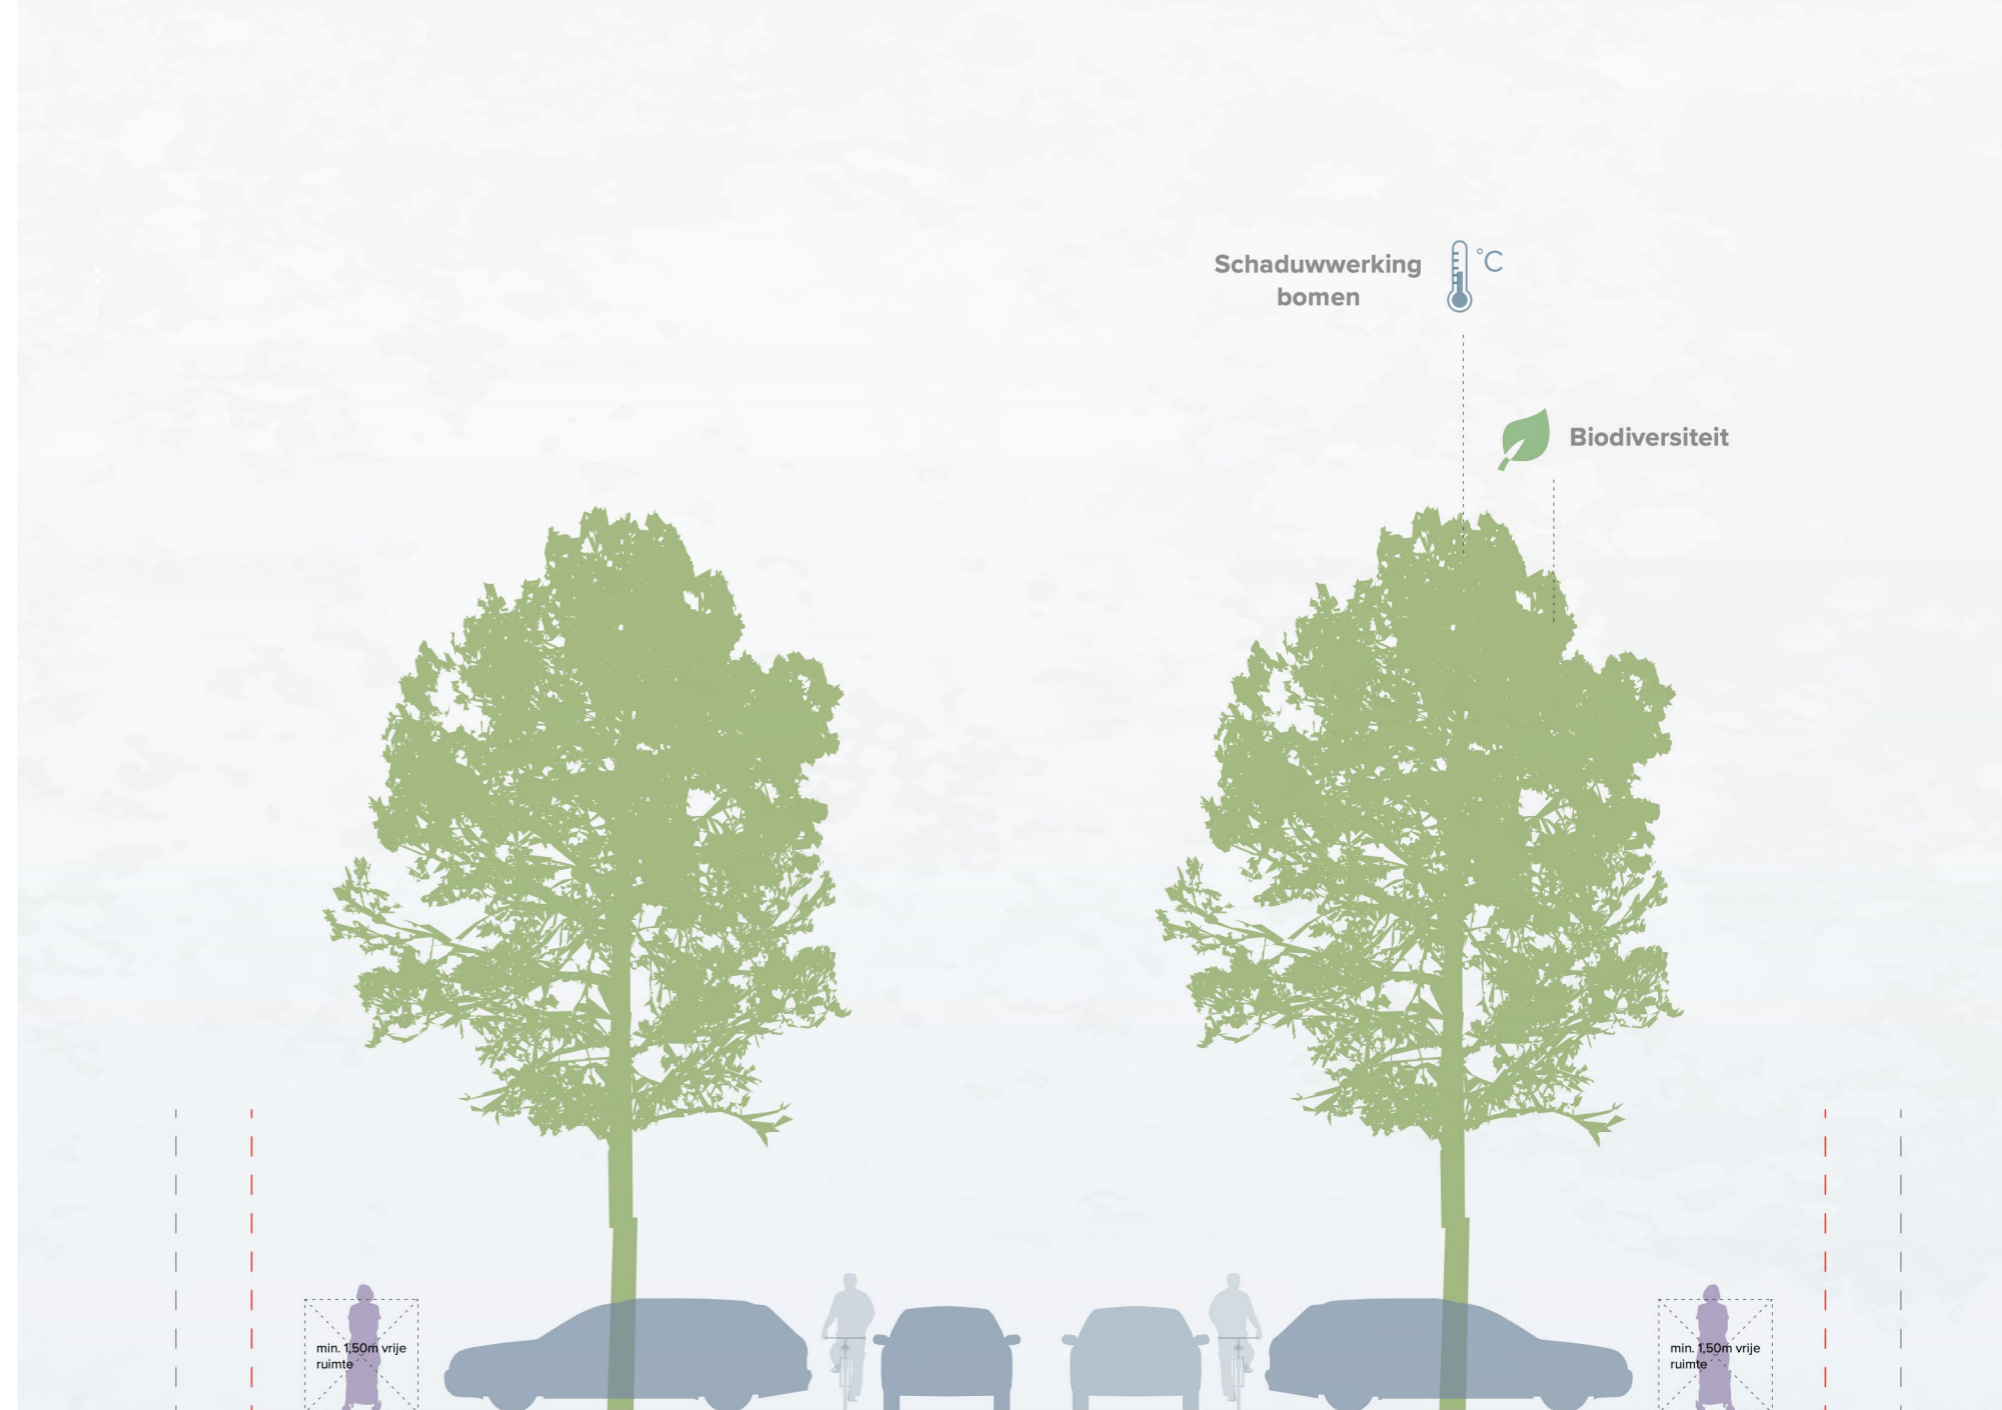 Schaduwwerking
bomen
°C
Biodiversiteit
min. 1,50m vrije
ruimte
min. 1,50m vrije
ruimte